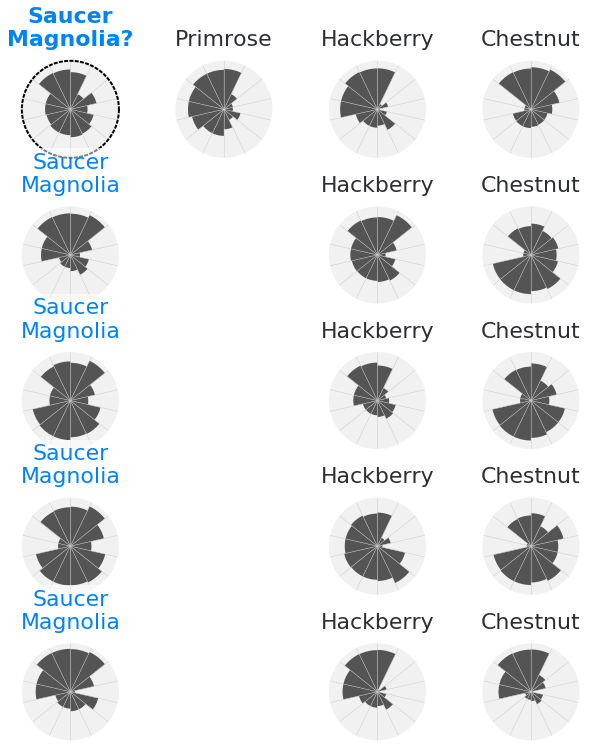 Saucer
Magnolia?
Primrose
Hackberry
Chestnut
Saucer
Magnolia
Hackberry
Chestnut
Saucer
Magnolia
Hackberry
Chestnut
Saucer
Magnolia
Hackberry
Chestnut
Saucer
Magnolia
Hackberry
Chestnut